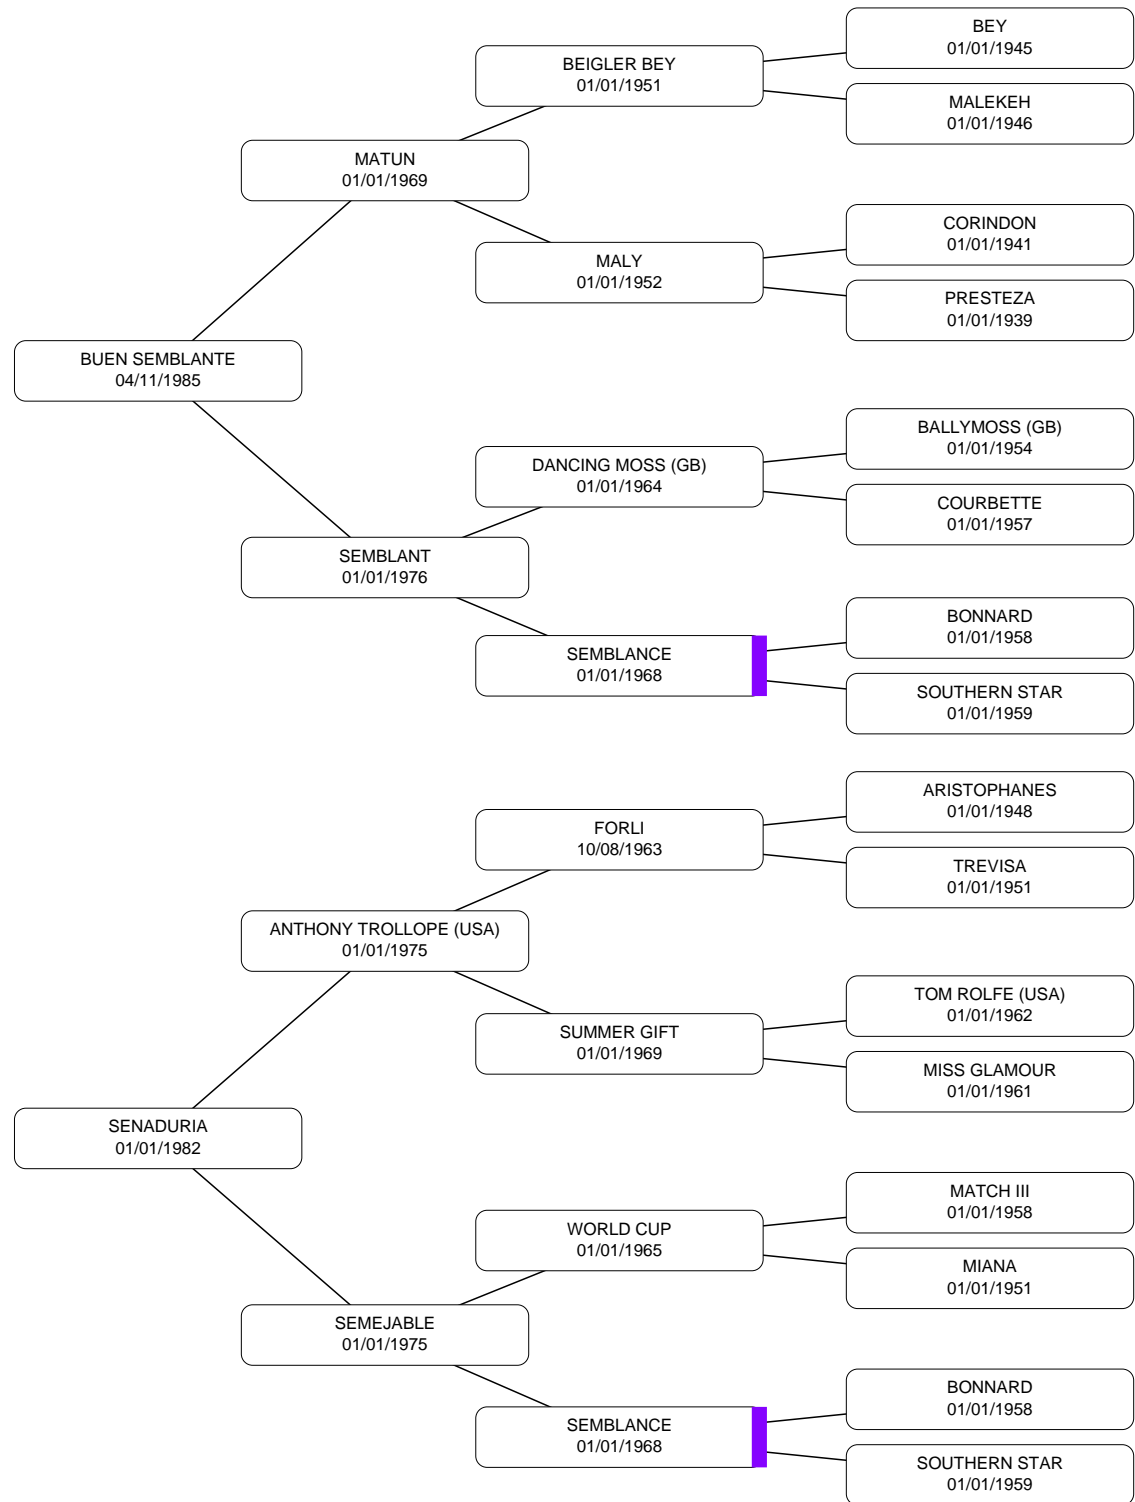 BEY
01/01/1945
BEIGLER BEY
01/01/1951
MALEKEH
01/01/1946
MATUN
01/01/1969
CORINDON
01/01/1941
MALY
01/01/1952
PRESTEZA
01/01/1939
BUEN SEMBLANTE
04/11/1985
BALLYMOSS (GB)
01/01/1954
DANCING MOSS (GB)
01/01/1964
COURBETTE
01/01/1957
SEMBLANT
01/01/1976
BONNARD
01/01/1958
SEMBLANCE
01/01/1968
SOUTHERN STAR
01/01/1959
ARISTOPHANES
01/01/1948
FORLI
10/08/1963
TREVISA
01/01/1951
ANTHONY TROLLOPE (USA)
01/01/1975
TOM ROLFE (USA)
01/01/1962
SUMMER GIFT
01/01/1969
MISS GLAMOUR
01/01/1961
SENADURIA
01/01/1982
MATCH III
01/01/1958
WORLD CUP
01/01/1965
MIANA
01/01/1951
SEMEJABLE
01/01/1975
BONNARD
01/01/1958
SEMBLANCE
01/01/1968
SOUTHERN STAR
01/01/1959